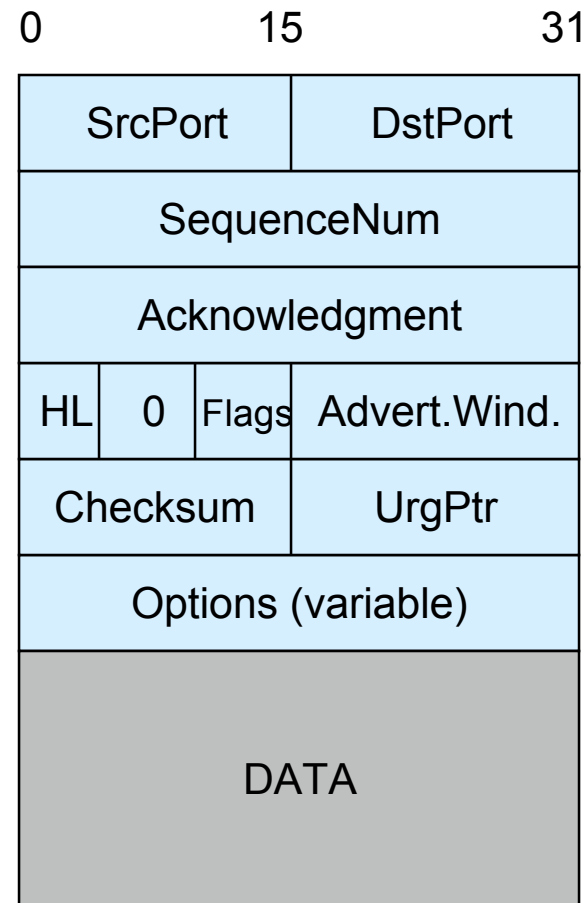 0 15 31
SrcPort DstPort
SequenceNum
Acknowledgment
HL 0 Flags Advert.Wind.
Checksum UrgPtr
Options (variable)
DATA